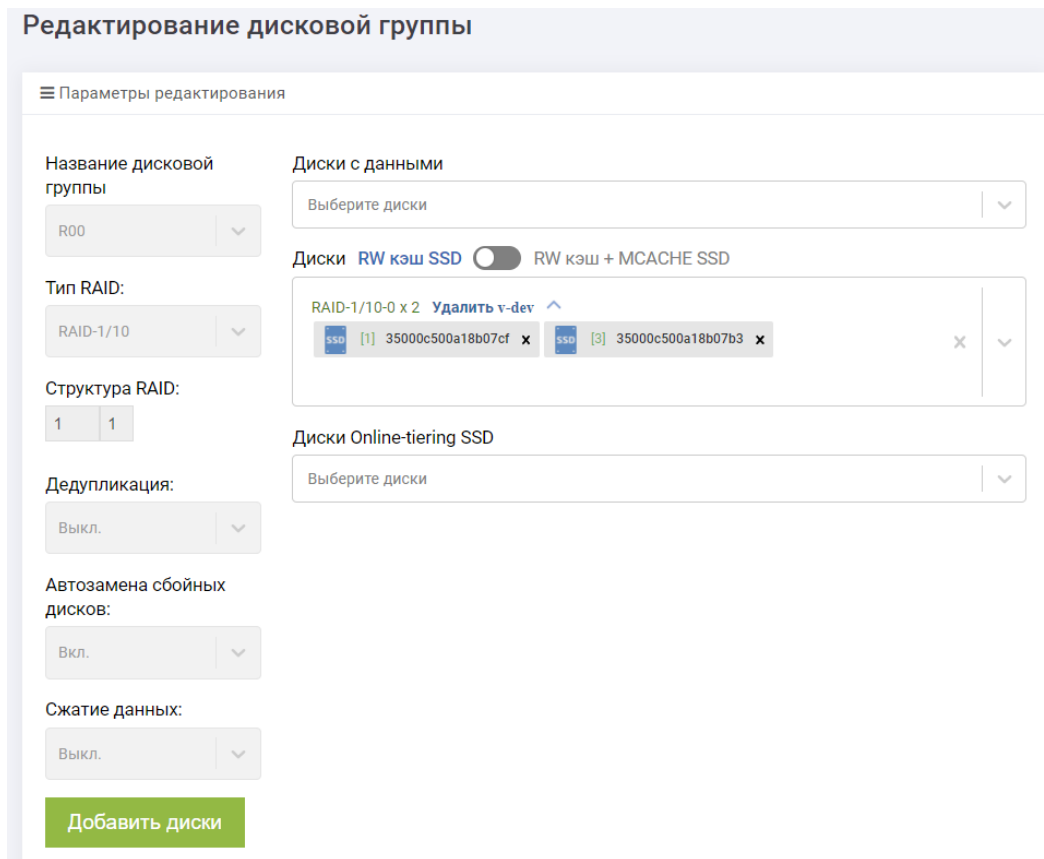 Редактирование дисковой группы
Параметры редактирования
Название дисковой
группы
R00
Тип RAID:
RAID-1/10
Структура RAID:
1 1
Дедупликация:
Выкл.
Автозамена сбойных
дисков:
Вкл.
Сжатие данных:
Выкл.
Добавить диски
Диски с данными
Выберите диски
Диски RW кэш SSD RW кэш + MCACHE SSD
RAID-1/10-0 x 2 Удалить v-dev
SSD [1] 35000c500a18b07cf x SSD [3] 35000c500a18b07b3 x
Диски Online-tiering SSD
Выберите диски